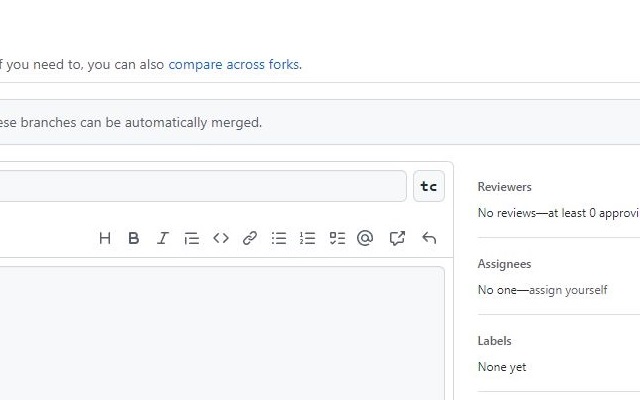 f you need to, you can also compare across forks.
ese branches can be automatically merged.
tc
H B I <>  @
Reviewers
No reviews—at least 0 approvi
Assignees
No one—assign yourself
Labels
None yet